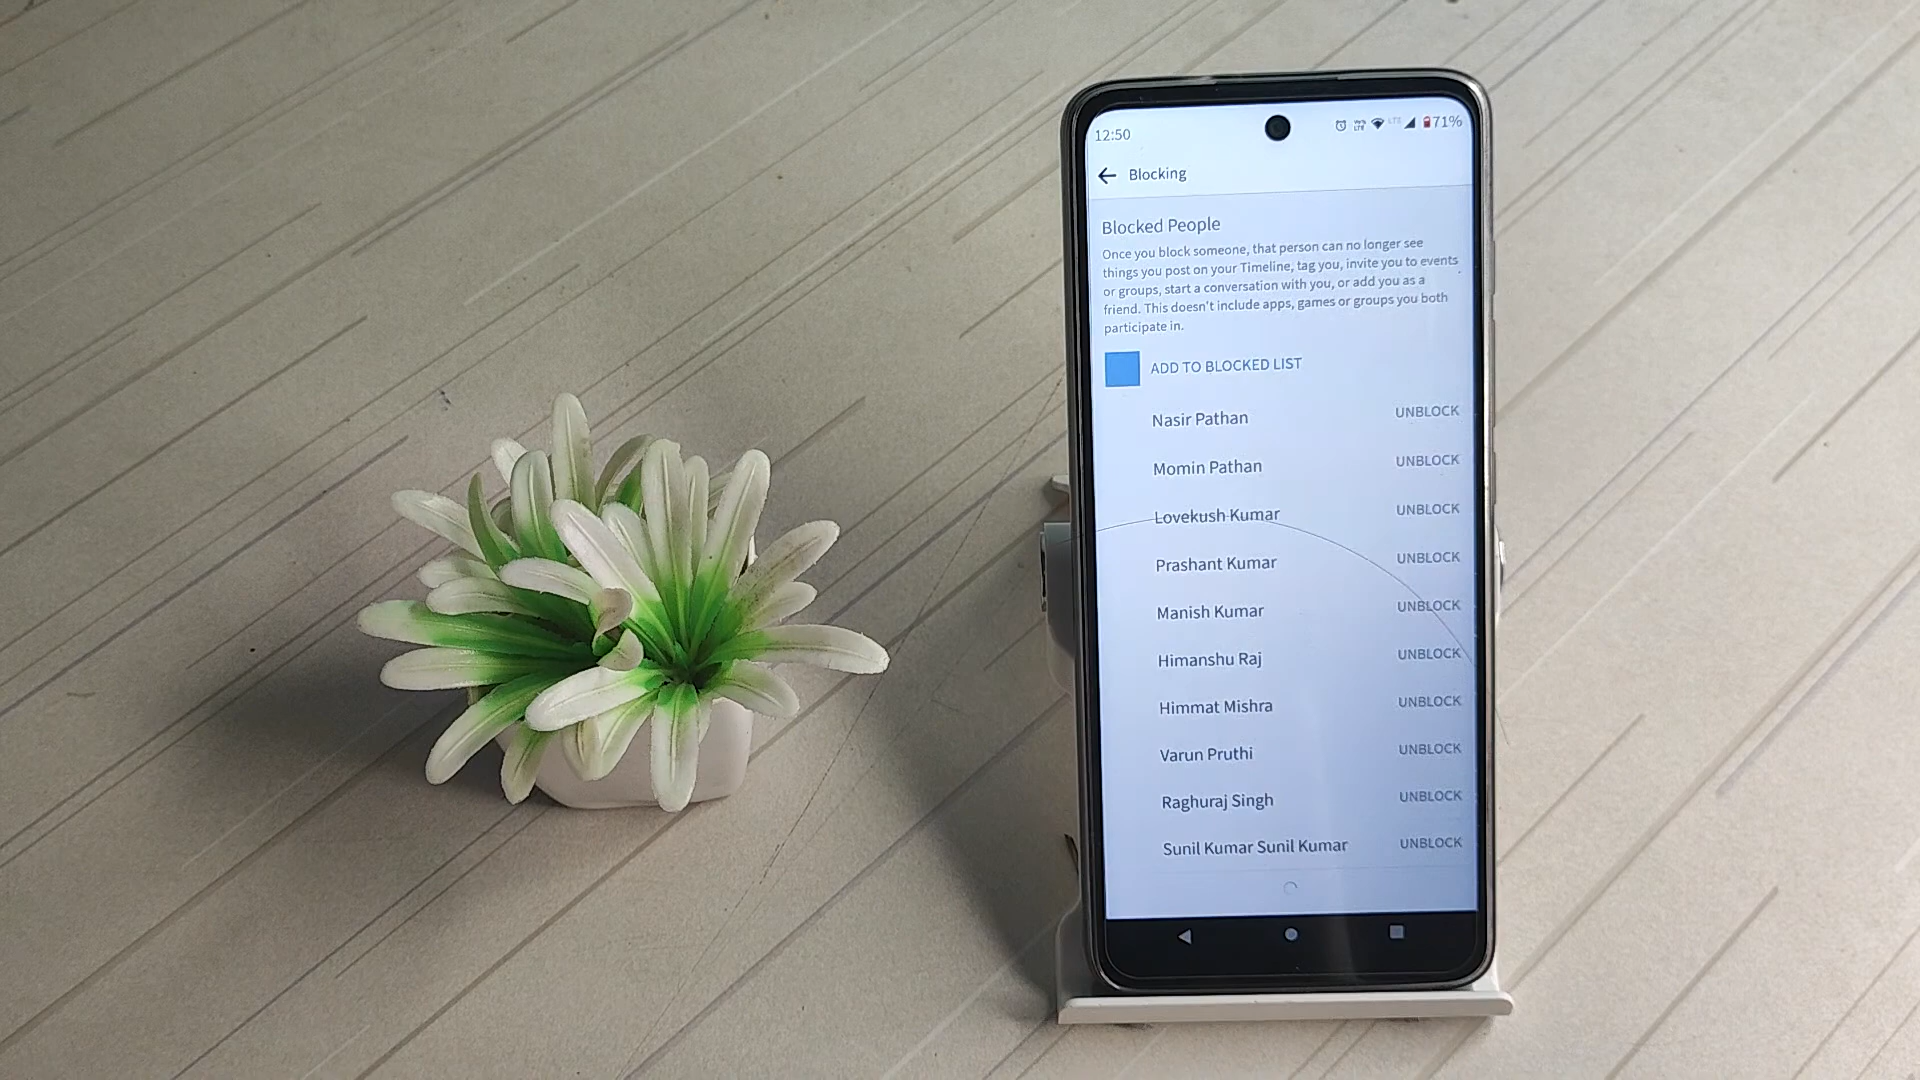 12:50
LTE
71%
Blocking
Blocked People
Once you block someone, that person can no longer see
things you post on your Timeline, tag you, invite you to events
or groups, start a conversation with you, or add you as a
friend. This doesn't include apps, games or groups you both
participate in.
ADD TO BLOCKED LIST
Nasir Pathan UNBLOCK
Momin Pathan UNBLOCK
Lovekush Kumar UNBLOCK
Prashant Kumar UNBLOCK
Manish Kumar UNBLOCK
Himanshu Raj UNBLOCK
Himmat Mishra UNBLOCK
Varun Pruthi UNBLOCK
Raghuraj Singh UNBLOCK
Sunil Kumar Sunil Kumar UNBLOCK